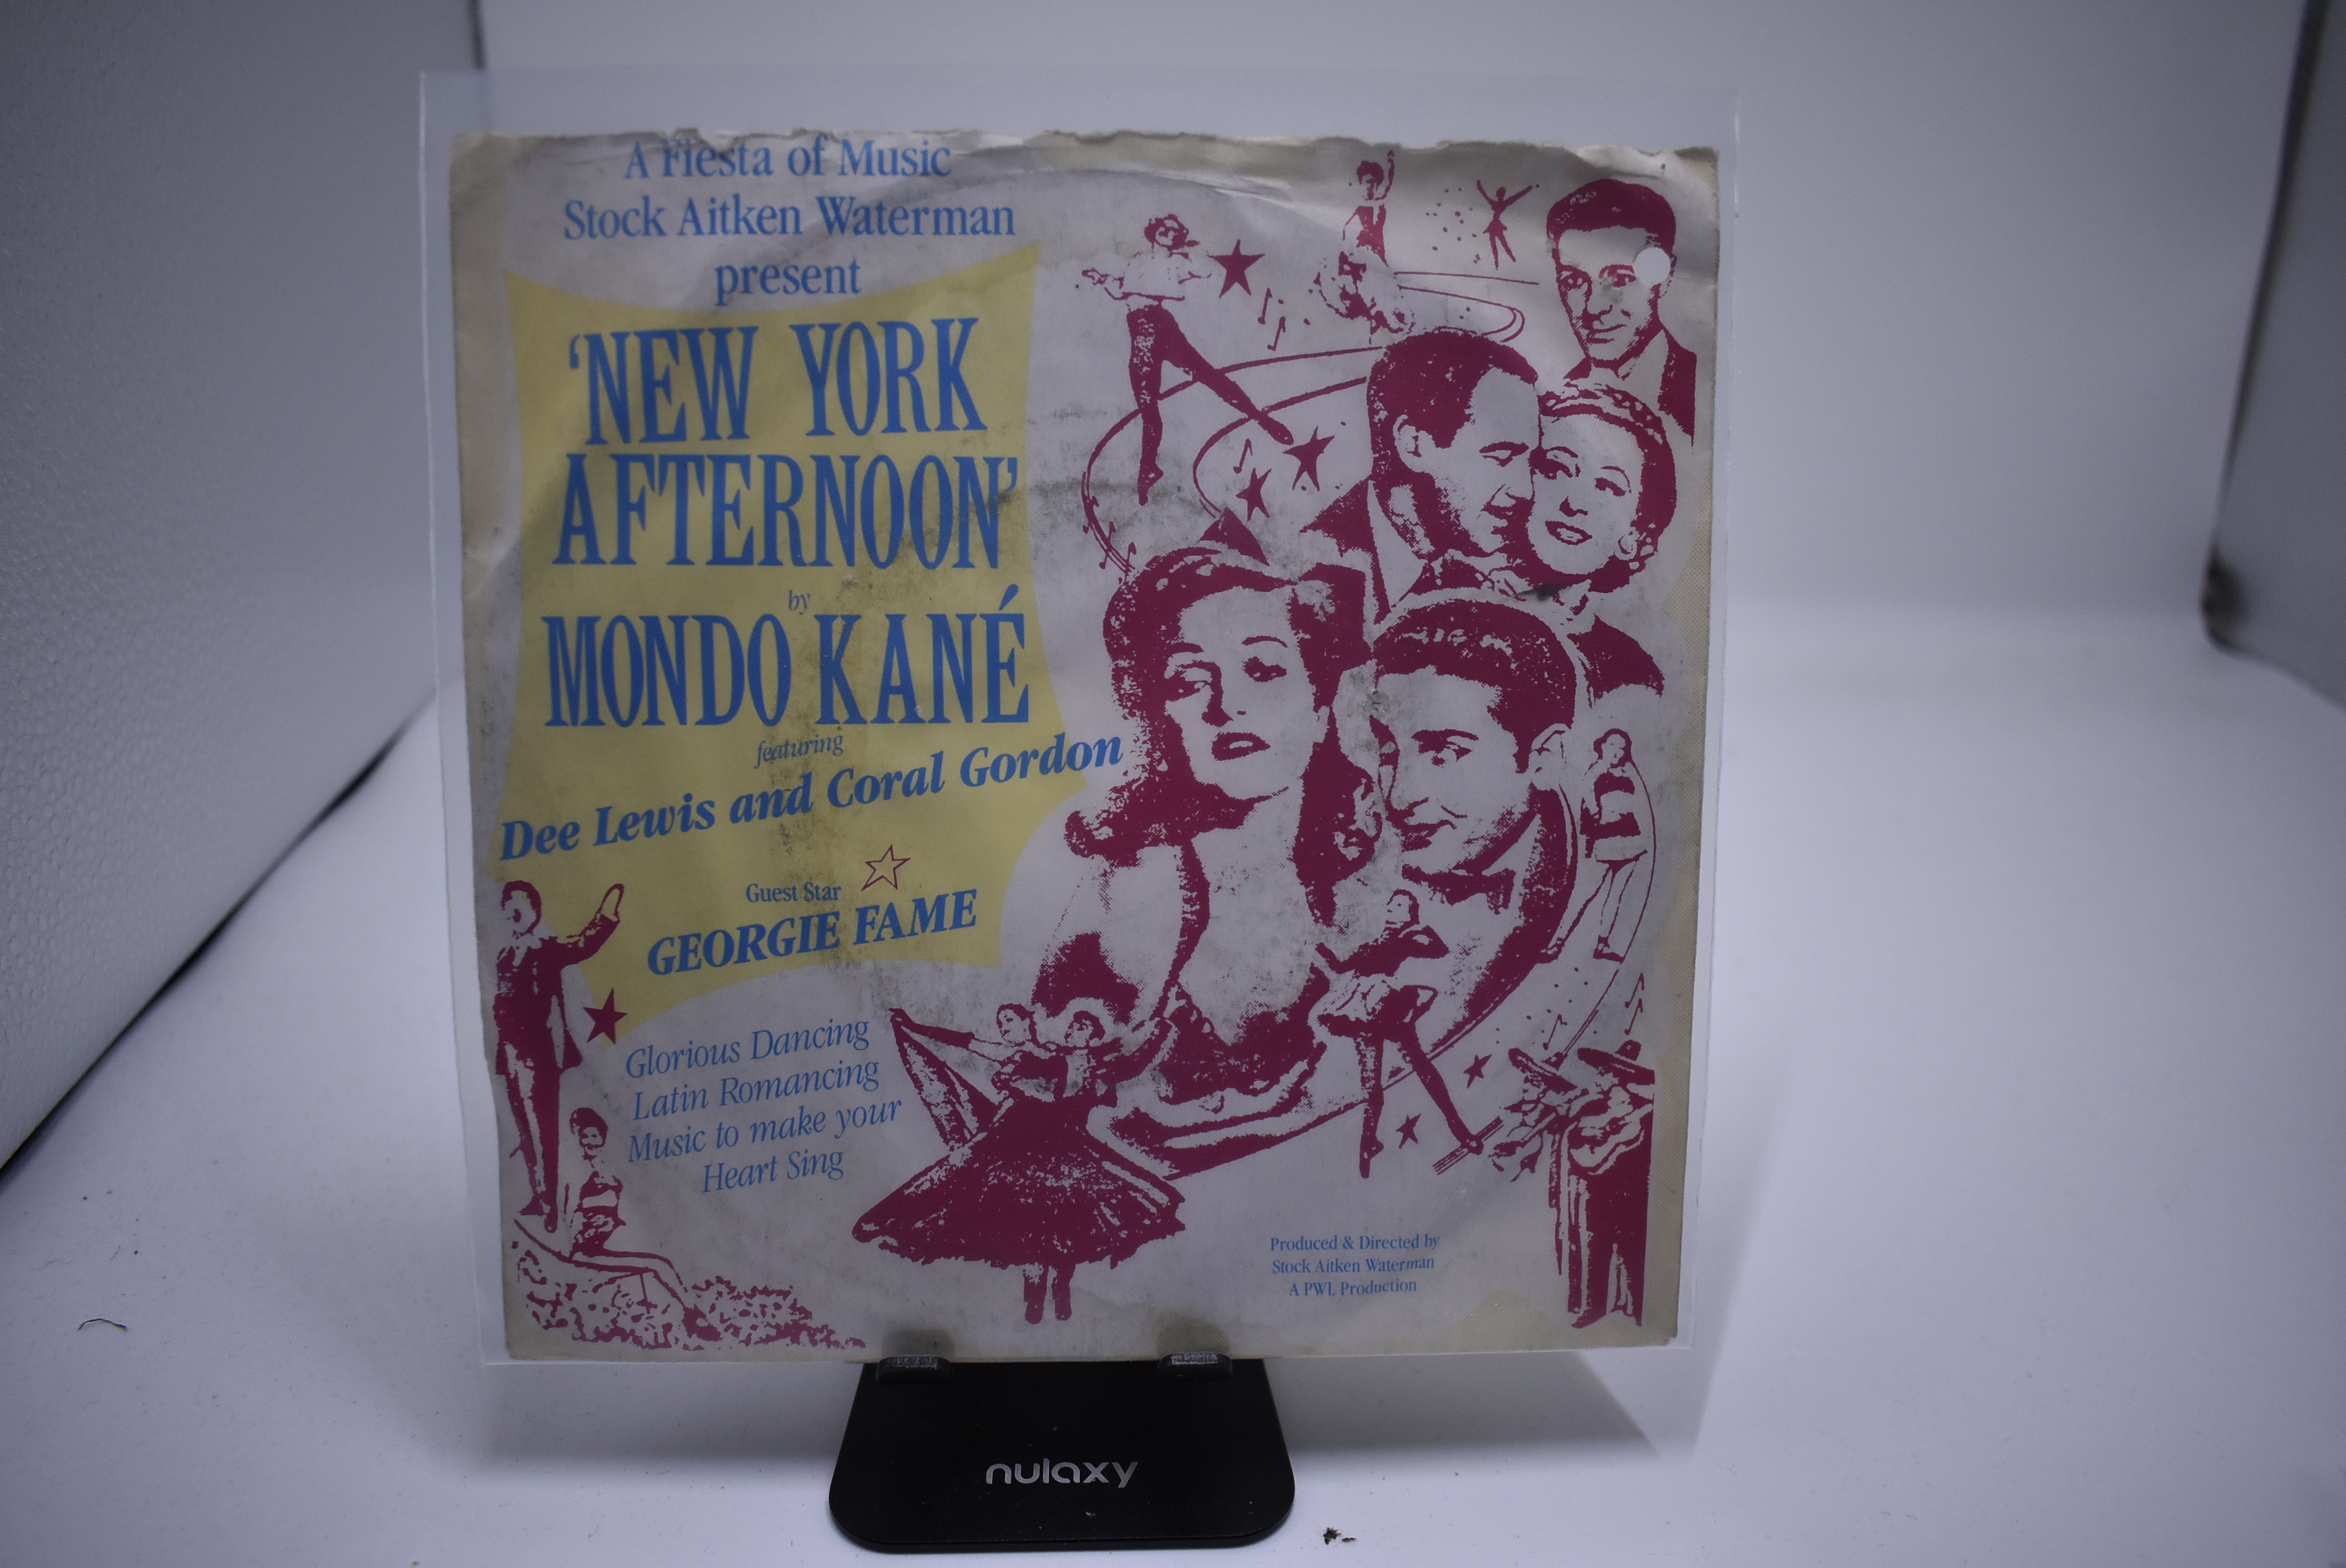 A Fiesta of Music
Stock Aitken Waterman
present
'NEW YORK
AFTERNOON'
by
MONDO KANÉ
featuring
Dee Lewis and Coral Gordon
Guest Star
GEORGIE FAME
Glorious Dancing
Latin Romancing
Music to make your
Heart Sing
Produced & Directed by
Stock Aitken Waterman
A PWL Production
nulaxy